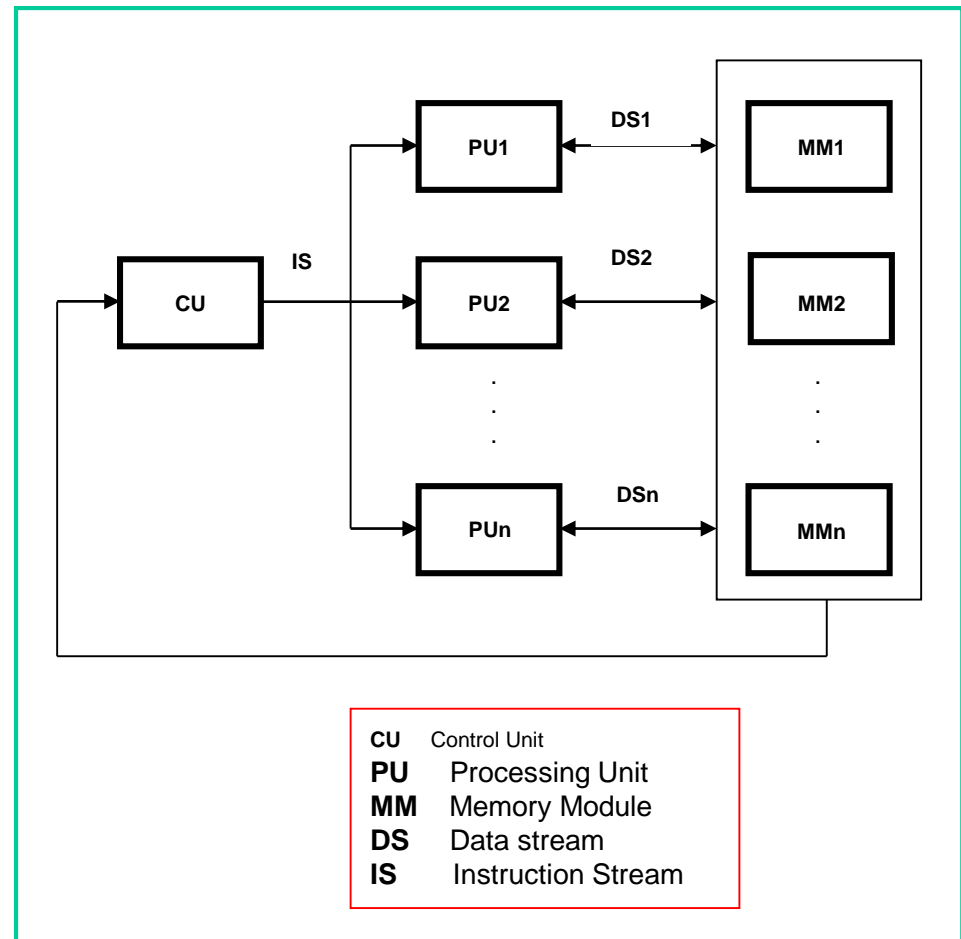 DS1
PU1
MM1
IS
DS2
CU
PU2
MM2
.
.
.
.
.
.
DSn
PUn
MMn
CU Control Unit
PU Processing Unit
MM Memory Module
DS Data stream
IS Instruction Stream